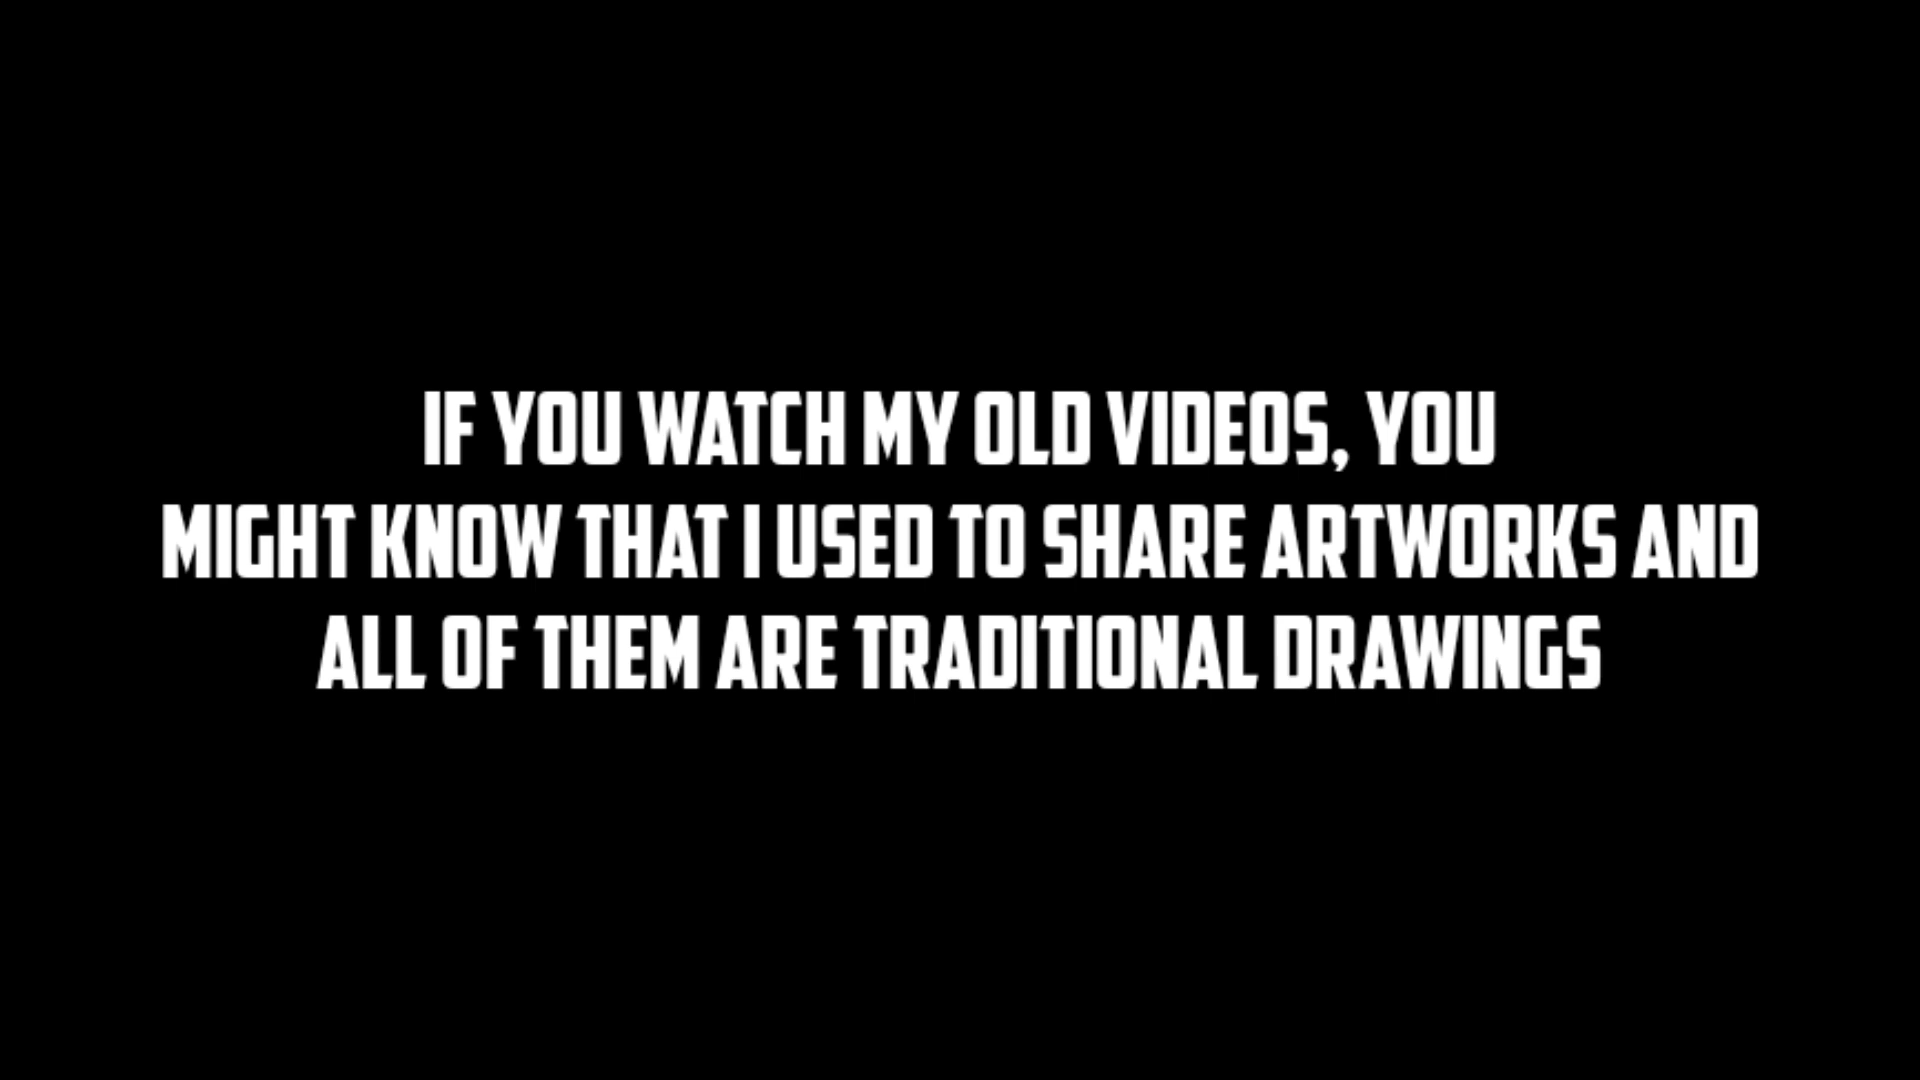 IF YOU WATCH MY OLD VIDEOS, YOU
MIGHT KNOW THAT I USED TO SHARE ARTWORKS AND
ALL OF THEM ARE TRADITIONAL DRAWINGS